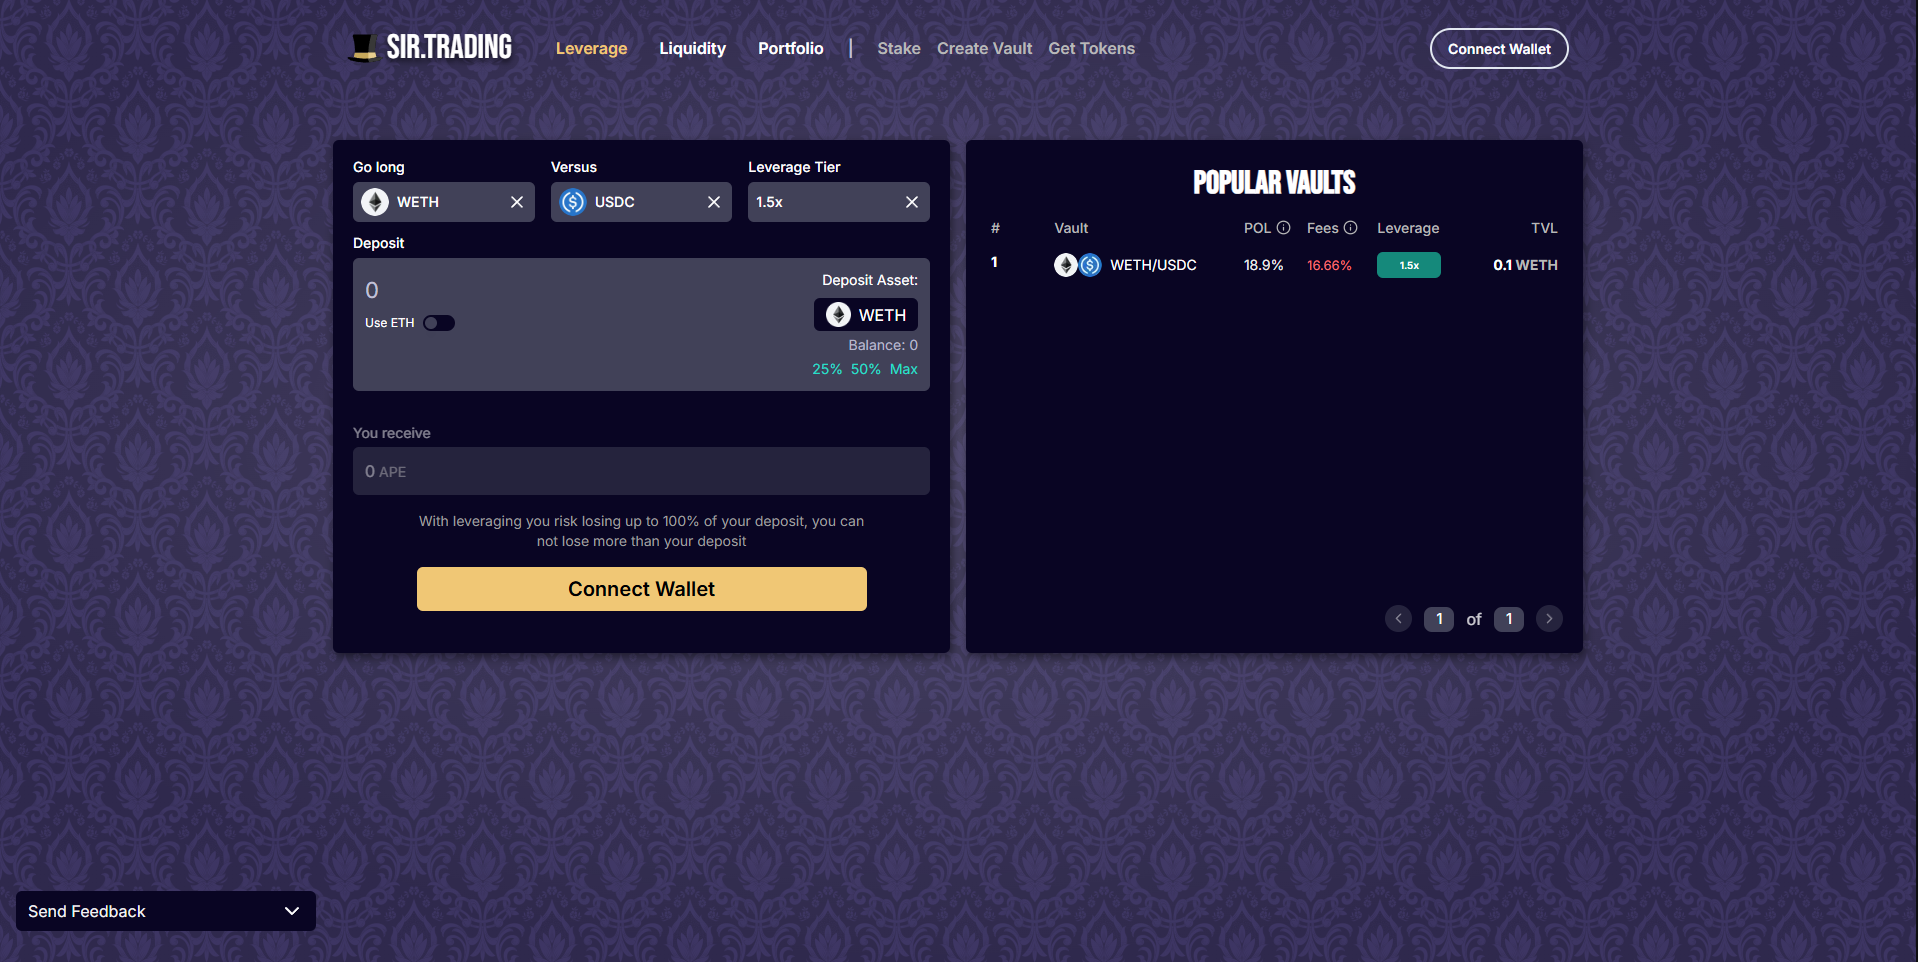 SIR.TRADING Leverage Liquidity Portfolio | Stake Create Vault Get Tokens Connect Wallet
Go long Versus Leverage Tier
WETH USDC 1.5x
Deposit
0
Use ETH
Deposit Asset:
WETH
Balance: 0
25% 50% Max
You receive
0 APE
With leveraging you risk losing up to 100% of your deposit, you can
not lose more than your deposit
Connect Wallet
POPULAR VAULTS
# Vault POL Fees Leverage TVL
1 WETH/USDC 18.9% 16.66% 1.5x 0.1 WETH
1 of 1
Send Feedback